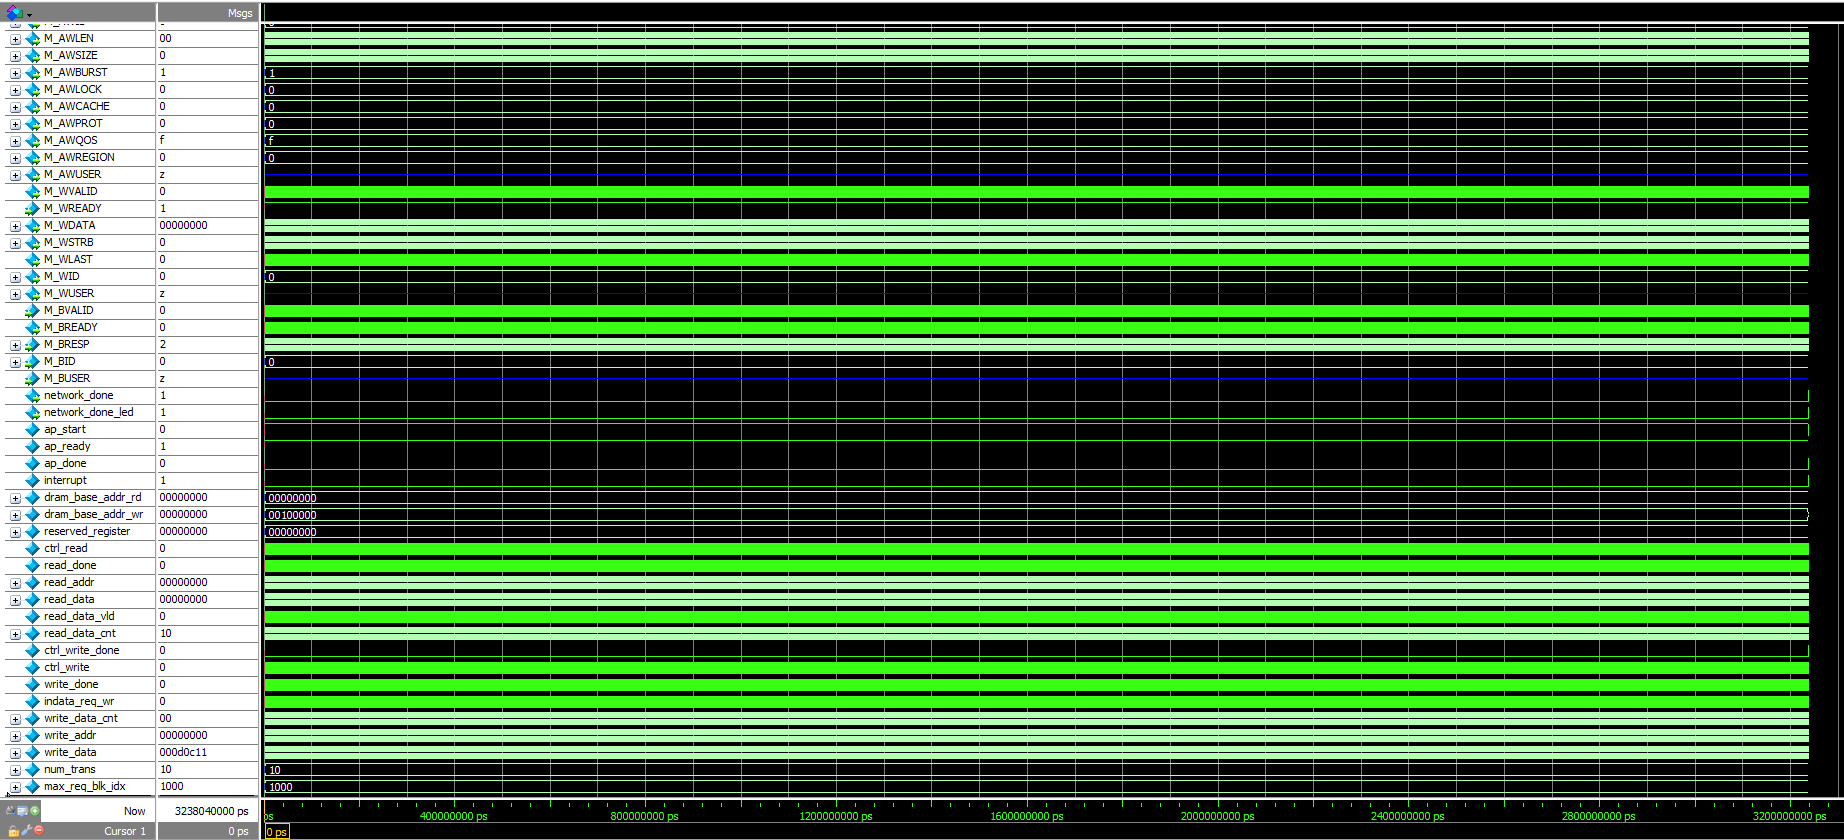 Msgs
M_AWLEN 00
M_AWSIZE 0
M_AWBURST 1 1
M_AWLOCK 0 0
M_AWCACHE 0 0
M_AWPROT 0 0
M_AWQOS f f
M_AWREGION 0 0
M_AWUSER z
M_WVALID 0
M_WREADY 1
M_WDATA 00000000
M_WSTRB 0
M_WLAST 0
M_WID 0 0
M_WUSER z
M_BVALID 0
M_BREADY 0
M_BRESP 2
M_BID 0 0
M_BUSER z
network_done 1
network_done_led 1
ap_start 0
ap_ready 1
ap_done 0
interrupt 1
dram_base_addr_rd 00000000 00000000
dram_base_addr_wr 00000000 00100000
reserved_register 00000000 00000000
ctrl_read 0
read_done 0
read_addr 00000000
read_data 00000000
read_data_vld 0
read_data_cnt 10
ctrl_write_done 0
ctrl_write 0
write_done 0
indata_req_wr 0
write_data_cnt 00
write_addr 00000000
write_data 000d0c11
num_trans 10 10
max_req_blk_idx 1000 1000
Now 3238040000 ps ps 400000000 ps 800000000 ps 1200000000 ps 1600000000 ps 2000000000 ps 2400000000 ps 2800000000 ps 3200000000 ps
Cursor 1 0 ps 0 ps